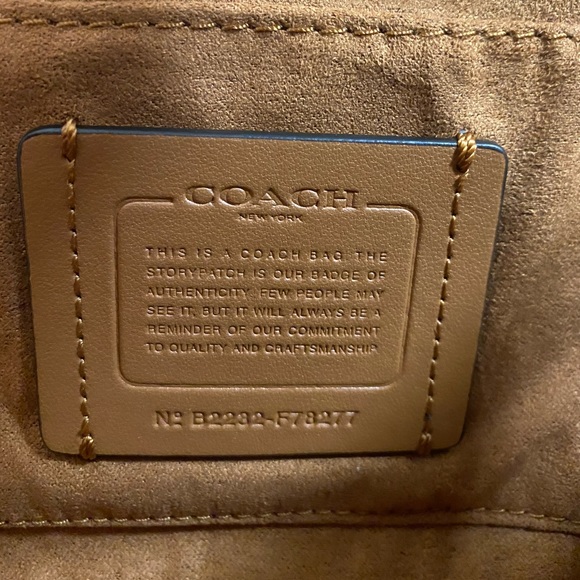 COACH
NEW YORK
THIS IS A COACH BAG. THE
STORYPATCH IS OUR BADGE OF
AUTHENTICITY. FEW PEOPLE MAY
SEE IT, BUT IT WILL ALWAYS BE A
REMINDER OF OUR COMMITMENT
TO QUALITY AND CRAFTSMANSHIP.
Nº B2232-F78277